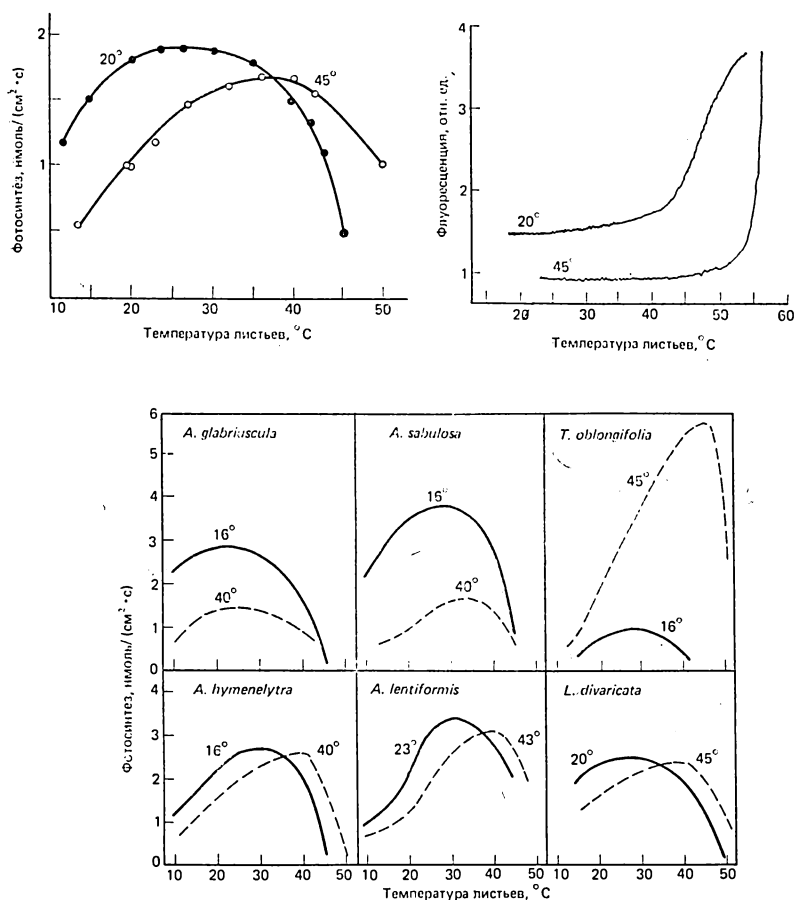 Фотосинтез, нмоль/ (см² • с)
2
1
20°
45°
10 20 30 40 50
Температура листьев, °C
Флуоресценция, отн. ед.
4
3
2
1
20°
45°
20 30 40 50 60
Температура листьев, °C
Фотосинтез, нмоль/ (см² • с)
6
5
4
3
2
1
0
A. glabriuscula
16°
40°
A. sabulosa
16°
40°
T. oblongifolia
45°
16°
4
3
2
1
0
A. hymenelytra
16°
40°
A. lentiformis
23°
43°
L. divaricata
20°
45°
10 20 30 40 50 10 20 30 40 50 10 20 30 40 50
Температура листьев, °C